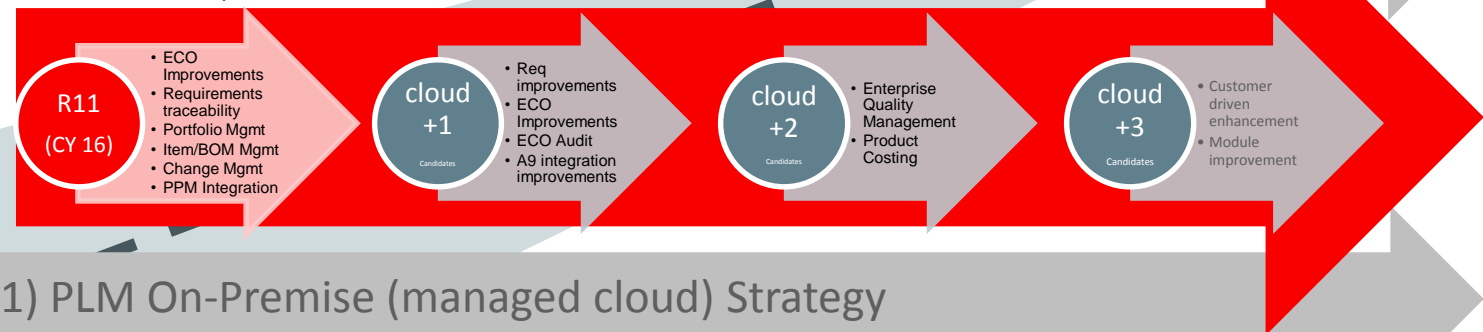 R11
(CY 16)
• ECO
Improvements
• Requirements
traceability
• Portfolio Mgmt
• Item/BOM Mgmt
• Change Mgmt
• PPM Integration
cloud
+1
Candidates
• Req
improvements
• ECO
Improvements
• ECO Audit
• A9 integration
improvements
cloud
+2
Candidates
• Enterprise
Quality
Management
• Product
Costing
cloud
+3
Candidates
• Customer
driven
enhancement
• Module
improvement
1) PLM On-Premise (managed cloud) Strategy